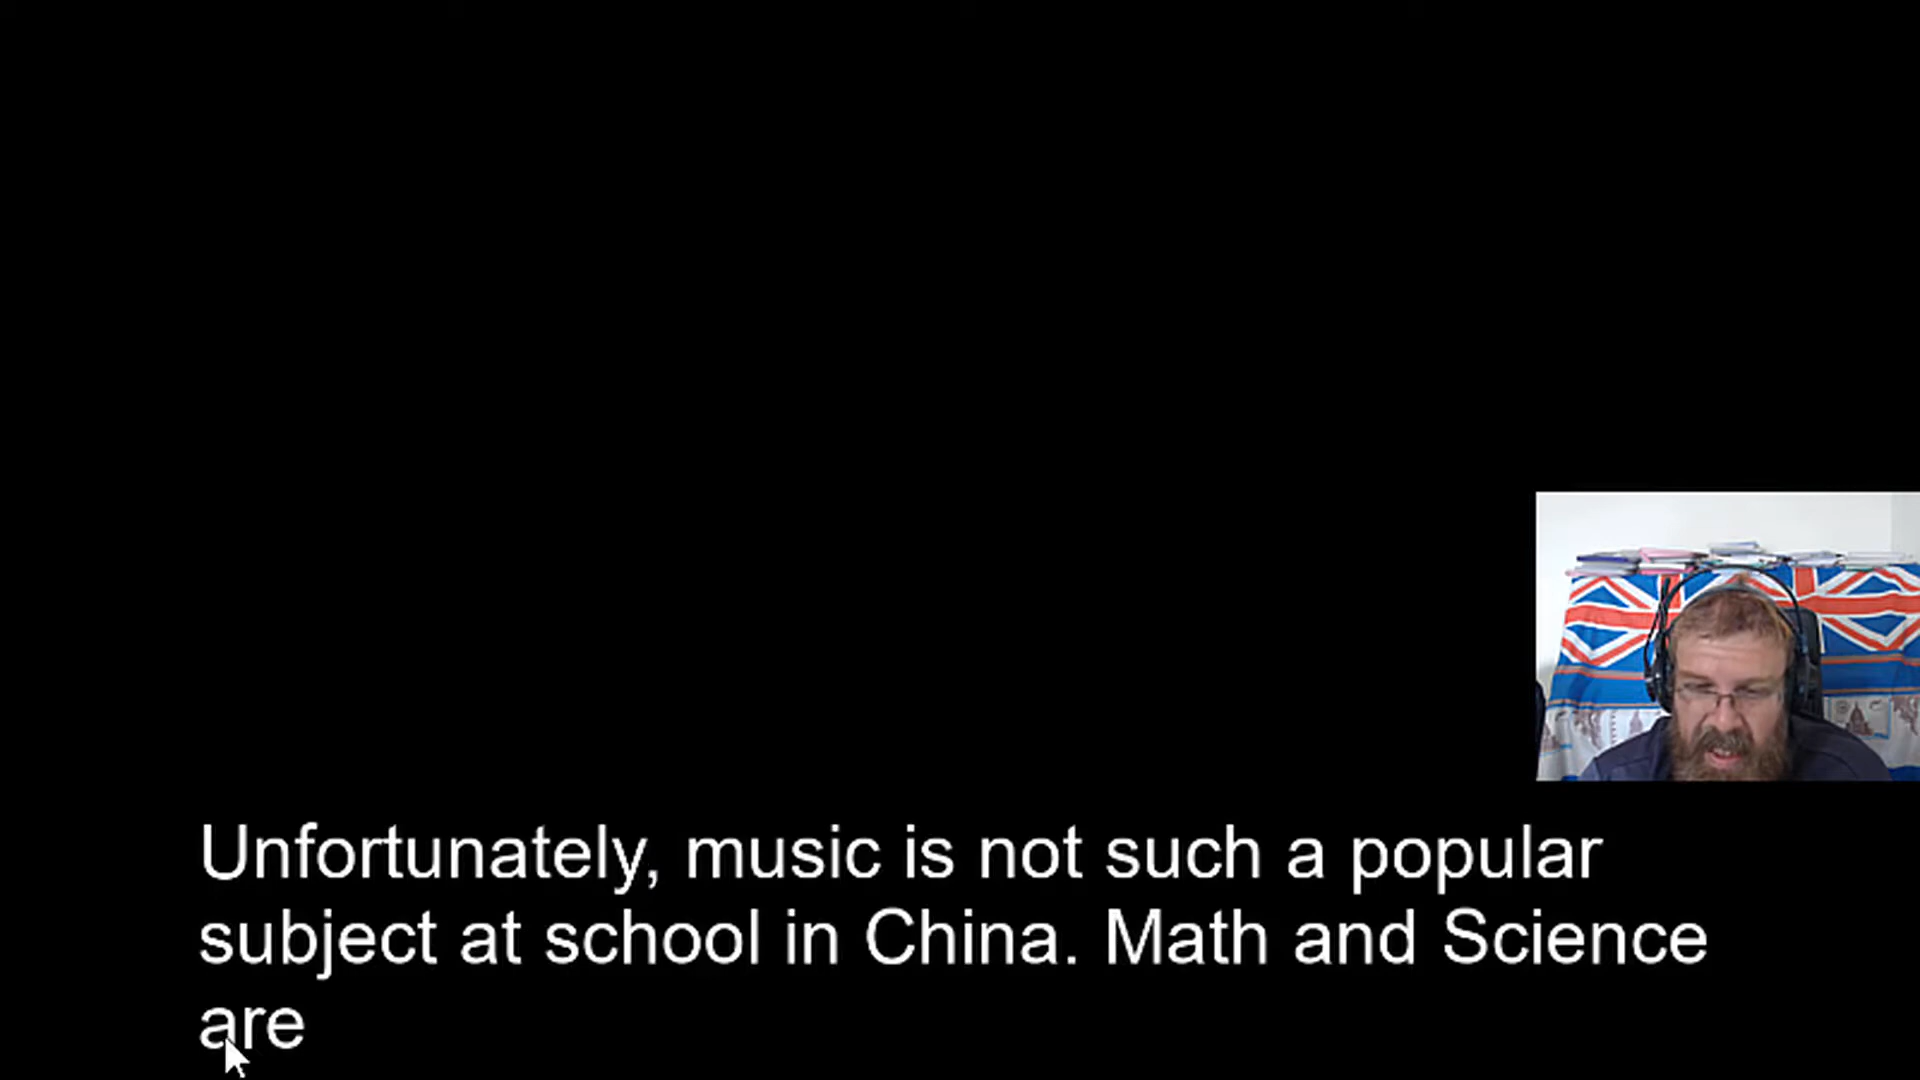 Unfortunately, music is not such a popular
subject at school in China. Math and Science
are